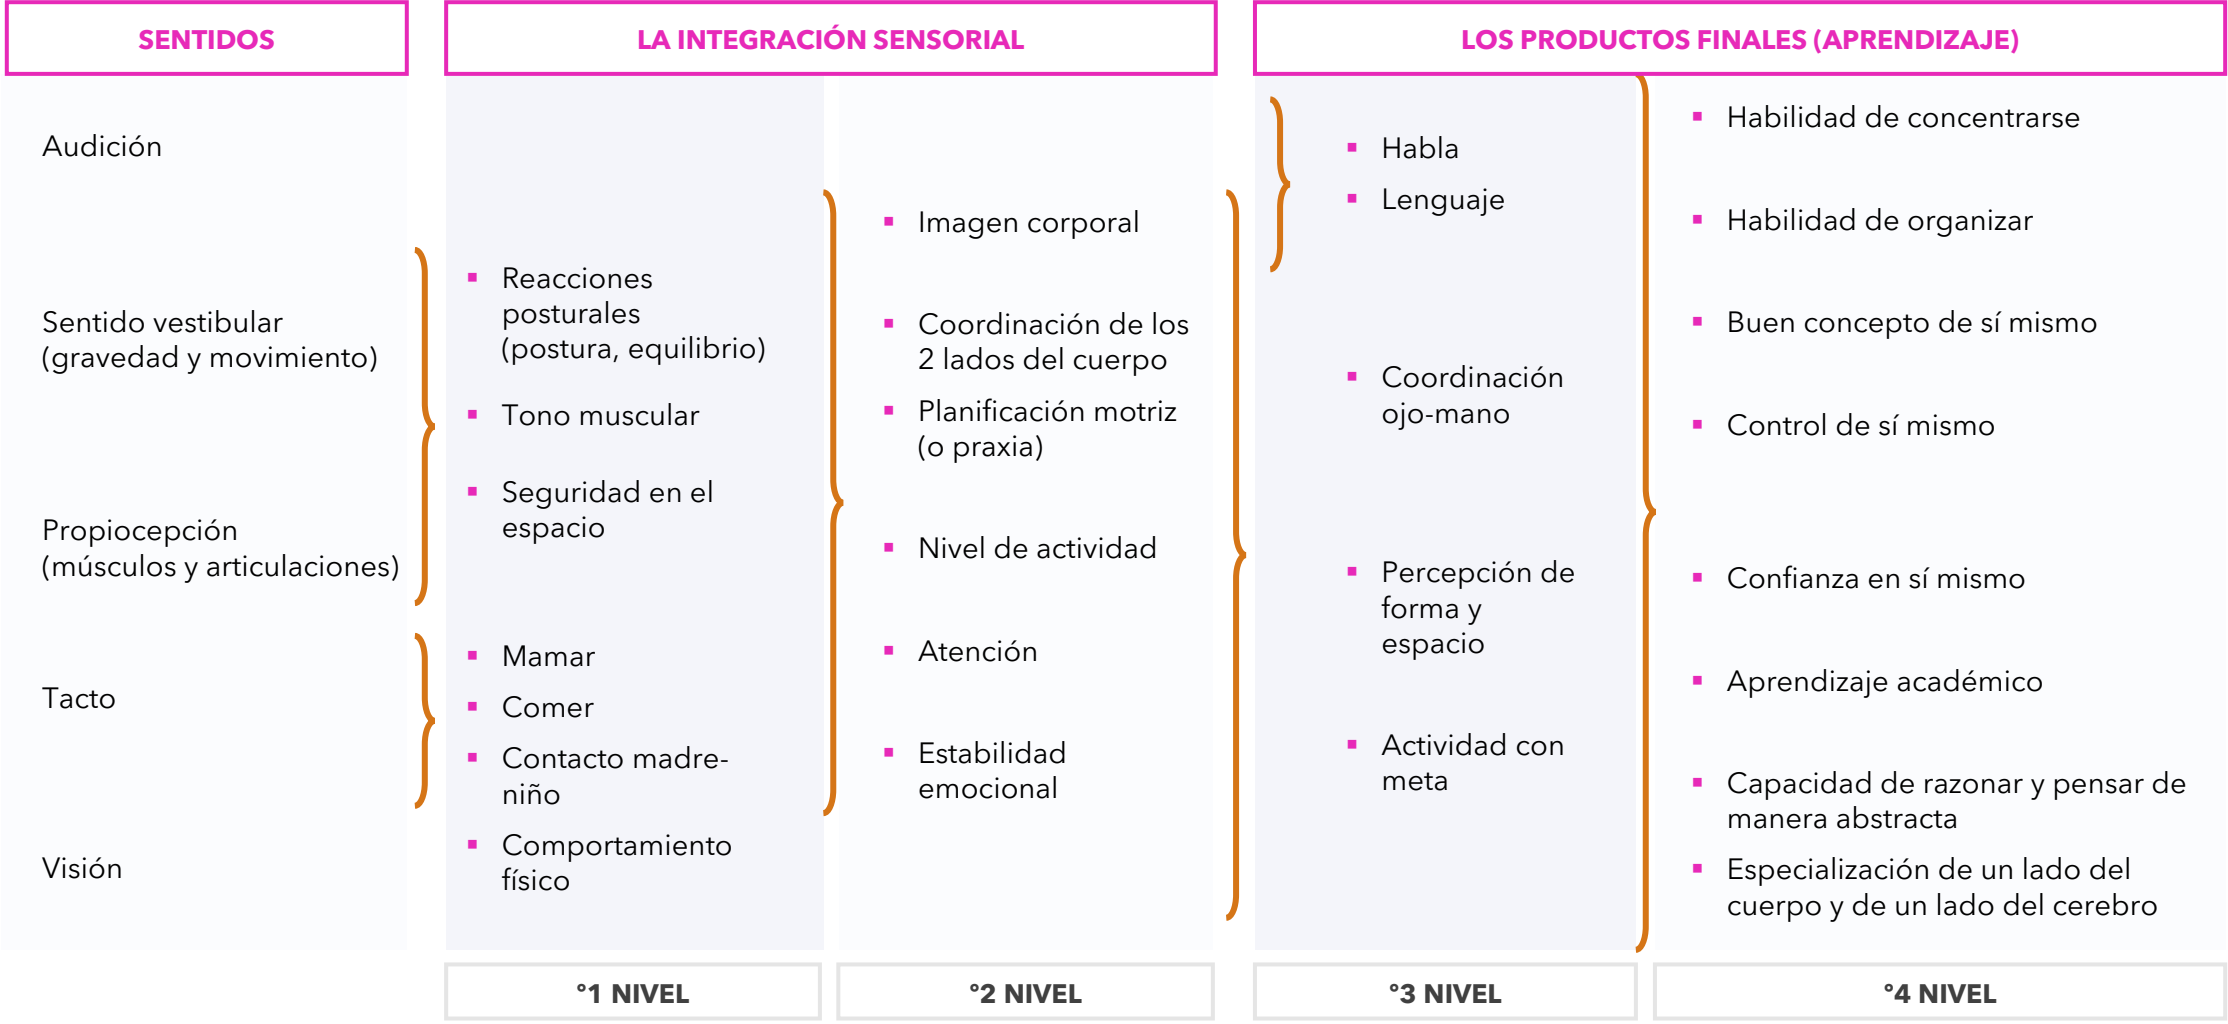 SENTIDOS
LA INTEGRACIÓN SENSORIAL
LOS PRODUCTOS FINALES (APRENDIZAJE)
Audición
Sentido vestibular
(gravedad y movimiento)
Propiocepción
(músculos y articulaciones)
Tacto
Visión
▪ Reacciones
posturales
(postura, equilibrio)
▪ Tono muscular
▪ Seguridad en el
espacio
▪ Mamar
▪ Comer
▪ Contacto madre-
niño
▪ Comportamiento
físico
▪ Imagen corporal
▪ Coordinación de los
2 lados del cuerpo
▪ Planificación motriz
(o praxia)
▪ Nivel de actividad
▪ Atención
▪ Estabilidad
emocional
▪ Habla
▪ Lenguaje
▪ Coordinación
ojo-mano
▪ Percepción de
forma y
espacio
▪ Actividad con
meta
▪ Habilidad de concentrarse
▪ Habilidad de organizar
▪ Buen concepto de sí mismo
▪ Control de sí mismo
▪ Confianza en sí mismo
▪ Aprendizaje académico
▪ Capacidad de razonar y pensar de
manera abstracta
▪ Especialización de un lado del
cuerpo y de un lado del cerebro
°1 NIVEL
°2 NIVEL
°3 NIVEL
°4 NIVEL